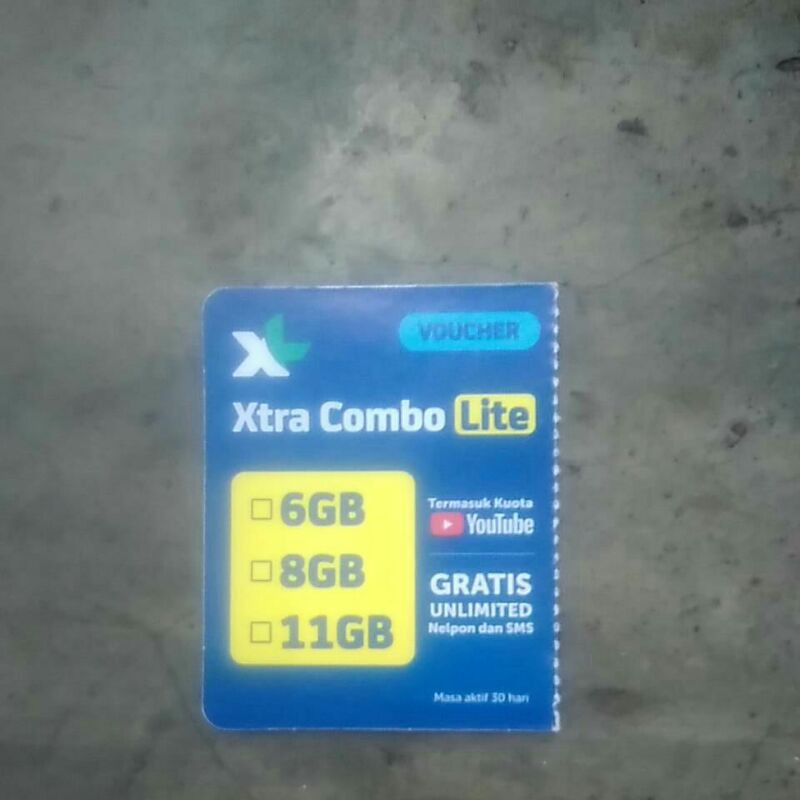 XL
VOUCHER
Xtra Combo Lite
6GB
8GB
11GB
Termasuk Kuota
YouTube
GRATIS
UNLIMITED
Nelpon dan SMS
Masa aktif 30 hari